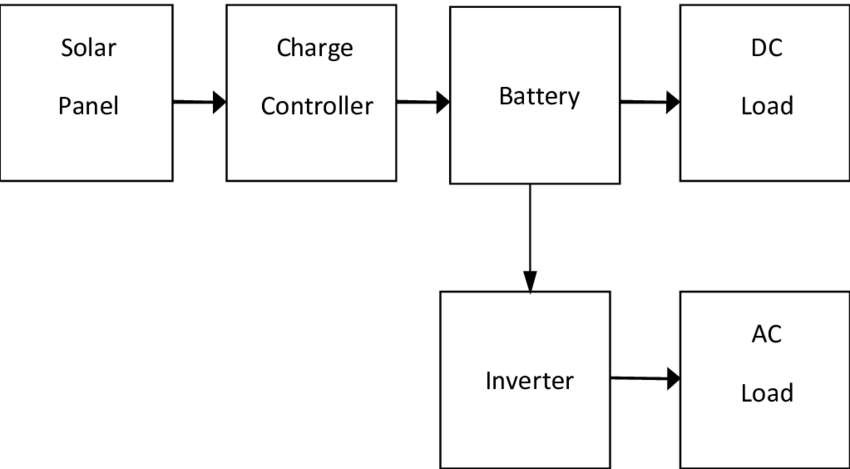 Solar
Panel
Charge
Controller
Battery
DC
Load
Inverter
AC
Load